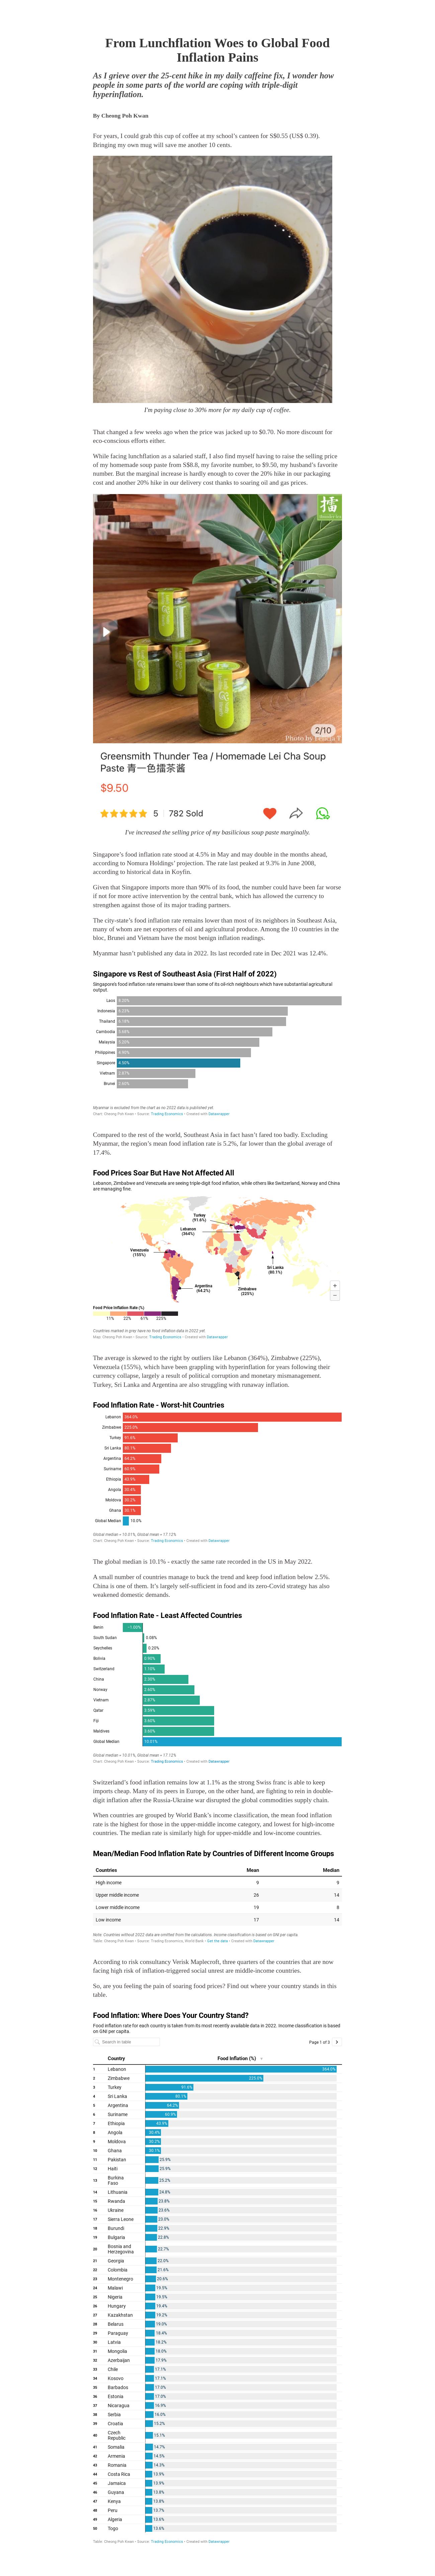 From Lunchflation Woes to Global Food
Inflation Pains
As I grieve over the 25-cent hike in my daily caffeine fix, I wonder how
people in some parts of the world are coping with triple-digit
hyperinflation.
By Cheong Poh Kwan
For years, I could grab this cup of coffee at my school's canteen for S$0.55 (US$ 0.39).
Bringing my own mug will save me another 10 cents.
I'm paying close to 30% more for my daily cup of coffee.
That changed a few weeks ago when the price was jacked up to $0.70. No more discount for
eco-conscious efforts either.
While facing lunchflation as a salaried staff, I also find myself having to raise the selling price
of my homemade soup paste from S$8.8, my favorite number, to $9.50, my husband's favorite
number. But the marginal increase is hardly enough to cover the 20% hike in our packaging
cost and another 20% hike in our delivery cost thanks to soaring oil and gas prices.
擂
Photo by
2/10
Greensmith Thunder Tea / Homemade Lei Cha Soup
Paste 青一色擂茶酱
$9.50
5 782 Sold
I've increased the selling price of my basilicious soup paste marginally.
Singapore's food inflation rate stood at 4.5% in May and may double in the months ahead,
according to Nomura Holdings' projection. The rate last peaked at 9.3% in June 2008,
according to historical data in Koyfin.
Given that Singapore imports more than 90% of its food, the number could have been far worse
if not for more active intervention by the central bank, which has allowed the currency to
strengthen against those of its major trading partners.
The city-state's food inflation rate remains lower than most of its neighbors in Southeast Asia,
many of whom are net exporters of oil and agricultural produce. Among the 10 countries in the
bloc, Brunei and Vietnam have the most benign inflation readings.
Myanmar hasn't published any data in 2022. Its last recorded rate in Dec 2021 was 12.4%.
Singapore vs Rest of Southeast Asia (First Half of 2022)
Singapore's food inflation rate remains lower than some of its oil-rich neighbours which have substantial agricultural
output.
Laos
Indonesia
Thailand
Cambodia
Malaysia
Philippines
Singapore 4.50%
Vietnam
Brunei
Myanmar is excluded from the chart as no 2022 data is published yet
Chart: Cheong Poh Kwan • Source: Trading Economics • Created with Datawrapper
Compared to the rest of the world, Southeast Asia in fact hasn't fared too badly. Excluding
Myanmar, the region's mean food inflation rate is 5.2%, far lower than the global average of
17.4%.
Food Prices Soar But Have Not Affected All
Lebanon, Zimbabwe and Venezuela are seeing triple-digit food inflation, while others like Switzerland, Norway and China
are managing fine.
Turkey
(91.6%)
Lebanon
(364%)
Venezuela
(155%)
Sri Lanka
(80.1%)
Argentina
(64.2%)
Zimbabwe
(225%)
+
−
Food Price Inflation Rate (%)
11% 22% 61% 225%
Countries marked in grey have no food inflation data in 2022 yet
Map: Cheong Poh Kwan • Source: Trading Economics • Created with Datawrapper
The average is skewed to the right by outliers like Lebanon (364%), Zimbabwe (225%),
Venezuela (155%), which have been grappling with hyperinflation for years following their
currency collapse, largely a result of political corruption and monetary mismanagement.
Turkey, Sri Lanka and Argentina are also struggling with runaway inflation.
Food Inflation Rate - Worst-hit Countries
Lebanon 364.0%
Zimbabwe
Turkey 91.6%
Sri Lanka 80.1%
Argentina 64.2%
Suriname
Ethiopia
Angola
Moldova
Ghana
Global Median 10.0%
Global median = 10.01%, Global mean = 17.12%
Chart: Cheong Poh Kwan • Source: Trading Economics • Created with Datawrapper
The global median is 10.1% - exactly the same rate recorded in the US in May 2022.
A small number of countries manage to buck the trend and keep food inflation below 2.5%.
China is one of them. It's largely self-sufficient in food and its zero-Covid strategy has also
weakened domestic demands.
Food Inflation Rate - Least Affected Countries
Benin
South Sudan 0.08%
Seychelles 0.20%
Bolivia
Switzerland 1.10%
China
Norway
Vietnam
Qatar
Fiji
Maldives
Global Median 10.01%
Global median = 10.01%, Global mean = 17.12%
Chart: Cheong Poh Kwan • Source: Trading Economics • Created with Datawrapper
Switzerland's food inflation remains low at 1.1% as the strong Swiss franc is able to keep
imports cheap. Many of its peers in Europe, on the other hand, are fighting to rein in double-
digit inflation after the Russia-Ukraine war disrupted the global commodities supply chain.
When countries are grouped by World Bank's income classification, the mean food inflation
rate is the highest for those in the upper-middle income category, and lowest for high-income
countries. The median rate is similarly high for upper-middle and low-income countries.
Mean/Median Food Inflation Rate by Countries of Different Income Groups
Countries Mean Median
High income 9 9
Upper middle income 26 14
Lower middle income 19 8
Low income 17 14
Note: Countries without 2022 data are omitted from the calculations. Income classification is based on GNI per capita.
Table: Cheong Poh Kwan • Source: Trading Economics, World Bank • Get the data • Created with Datawrapper
According to risk consultancy Verisk Maplecroft, three quarters of the countries that are now
facing high risk of inflation-triggered social unrest are middle-income countries.
So, are you feeling the pain of soaring food prices? Find out where your country stands in this
table.
Food Inflation: Where Does Your Country Stand?
Food inflation rate for each country is taken from its most recently available data in 2022. Income classification is based
on GNI per capita.
Search in table
Page 1 of 3
Country Food Inflation (%)
1 Lebanon 364.0%
2 Zimbabwe
3 Turkey 91.6%
4 Sri Lanka 80.1%
5 Argentina 64.2%
6 Suriname
7 Ethiopia
8 Angola
9 Moldova
10 Ghana
11 Pakistan 25.9%
12 Haiti 25.9%
13 Burkina
Faso 25.2%
14 Lithuania 24.8%
15 Rwanda 23.8%
16 Ukraine 23.6%
17 Sierra Leone 23.0%
18 Burundi 22.9%
19 Bulgaria 22.8%
20 Bosnia and
Herzegovina 22.7%
21 Georgia 22.0%
22 Colombia 21.6%
23 Montenegro 20.6%
24 Malawi 19.5%
25 Nigeria 19.5%
26 Hungary 19.4%
27 Kazakhstan 19.2%
28 Belarus 19.0%
29 Paraguay 18.4%
30 Latvia 18.2%
31 Mongolia 18.0%
32 Azerbaijan 17.9%
33 Chile 17.1%
34 Kosovo 17.1%
35 Barbados 17.0%
36 Estonia 17.0%
37 Nicaragua 16.9%
38 Serbia 16.0%
39 Croatia 15.2%
40 Czech
Republic 15.1%
41 Somalia 14.7%
42 Armenia 14.5%
43 Romania 14.3%
44 Costa Rica 13.9%
45 Jamaica 13.9%
46 Guyana 13.8%
47 Kenya 13.8%
48 Peru 13.7%
49 Algeria 13.6%
50 Togo 13.6%
Table: Cheong Poh Kwan • Source: Trading Economics • Created with Datawrapper